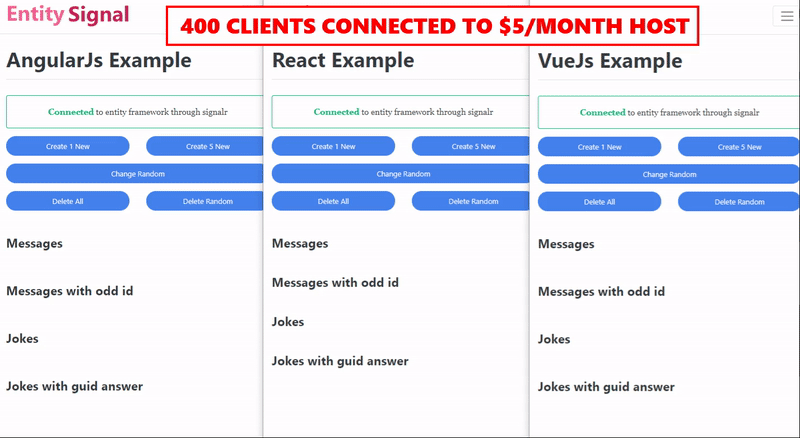 Entity Signal
400 CLIENTS CONNECTED TO $5/MONTH HOST
AngularJs Example
Connected to entity framework through signalr
Create 1 New
Create 5 New
Change Random
Delete All
Delete Random
Messages
Messages with odd id
Jokes
Jokes with guid answer
React Example
Connected to entity framework through signalr
Create 1 New
Create 5 New
Change Random
Delete All
Delete Random
Messages
Messages with odd id
Jokes
Jokes with guid answer
VueJs Example
Connected to entity framework through signalr
Create 1 New
Create 5 New
Change Random
Delete All
Delete Random
Messages
Messages with odd id
Jokes
Jokes with guid answer